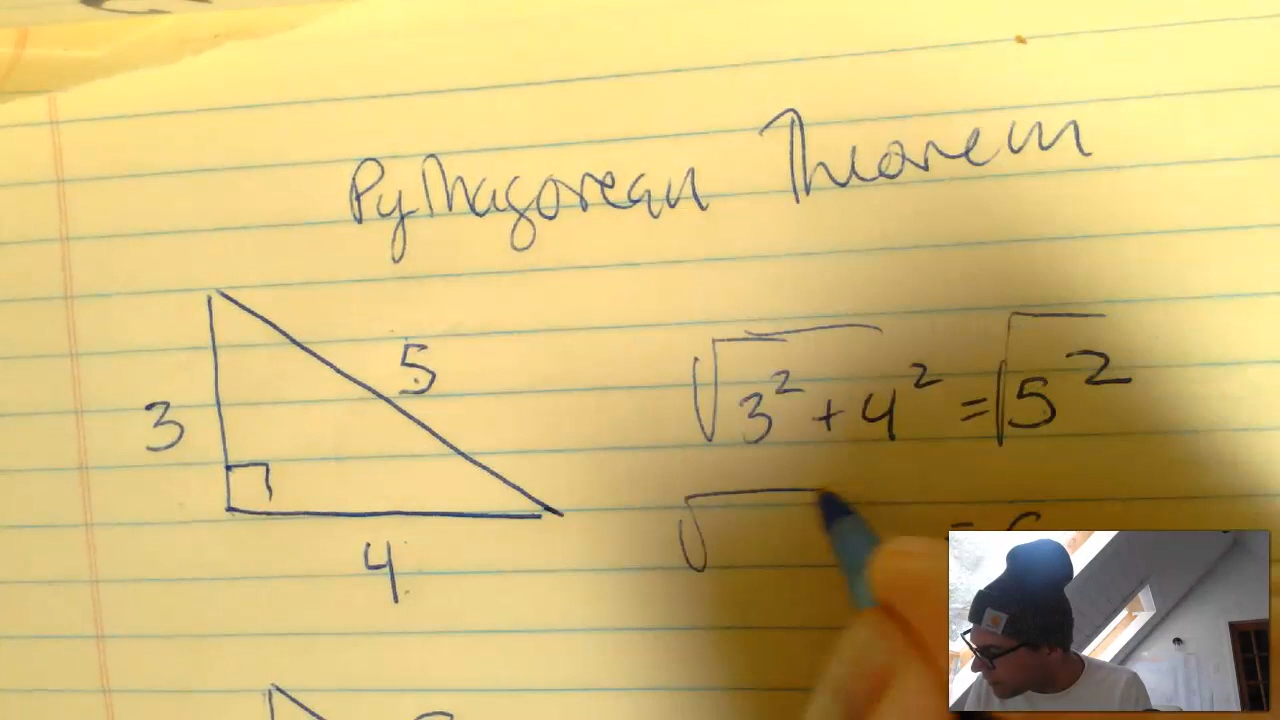 Pythagorean Theorem
5
3
√3² + 4² = √5²
√ =
4